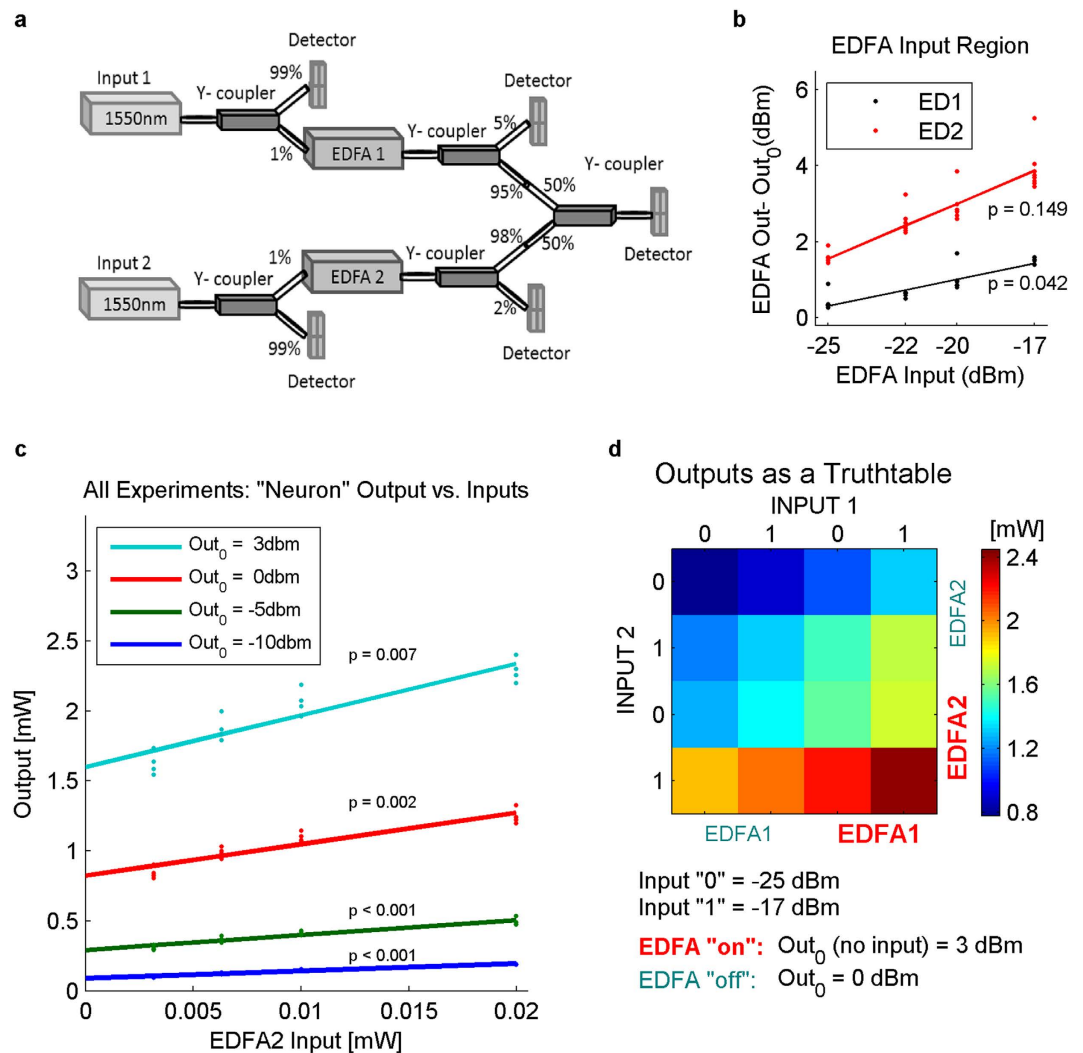 a
Input 1
1550nm
Y- coupler
99%
Detector
1%
EDFA 1
Y- coupler
5%
Detector
95%
50%
Y- coupler
Detector
98%
50%
Input 2
1550nm
Y- coupler
1%
EDFA 2
Y- coupler
2%
Detector
99%
Detector
b
EDFA Input Region
ED1
ED2
EDFA Out- Out0(dBm)
6
4
2
0
p = 0.149
p = 0.042
-25
-22
-20
-17
EDFA Input (dBm)
c
All Experiments: "Neuron" Output vs. Inputs
Out0 = 3dbm
Out0 = 0dbm
Out0 = -5dbm
Out0 = -10dbm
Output [mW]
3
2.5
2
1.5
1
0.5
0
p = 0.007
p = 0.002
p < 0.001
p < 0.001
0
0.005
0.01
0.015
0.02
EDFA2 Input [mW]
d
Outputs as a Truthtable
INPUT 1
0 1 0 1
[mW]
INPUT 2
0
1
0
1
EDFA2
EDFA2
2.4
2
1.6
1.2
0.8
EDFA1
EDFA1
Input "0" = -25 dBm
Input "1" = -17 dBm
EDFA "on": Out0 (no input) = 3 dBm
EDFA "off": Out0 = 0 dBm